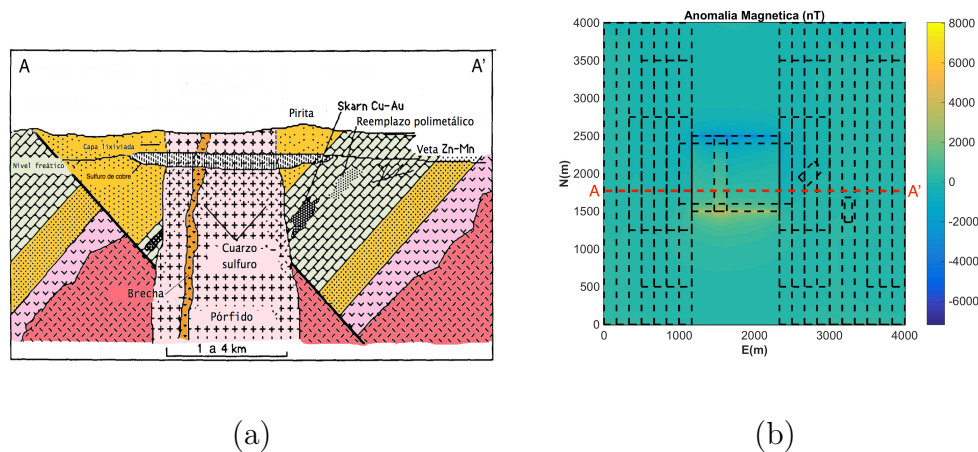 A
A'
Skarn Cu-Au
Pirita
Reemplazo polimetálico
Capa lixiviada
Veta Zn-Mn
Nivel freático
Sulfuro de cobre
Cuarzo
sulfuro
Brecha
Pórfido
1 a 4 km
(a)
Anomalia Magnetica (nT)
4000
3500
3000
2500
2000
1500
1000
500
0
N(m)
A
A'
0
1000
2000
3000
4000
E(m)
8000
6000
4000
2000
0
-2000
-4000
-6000
(b)